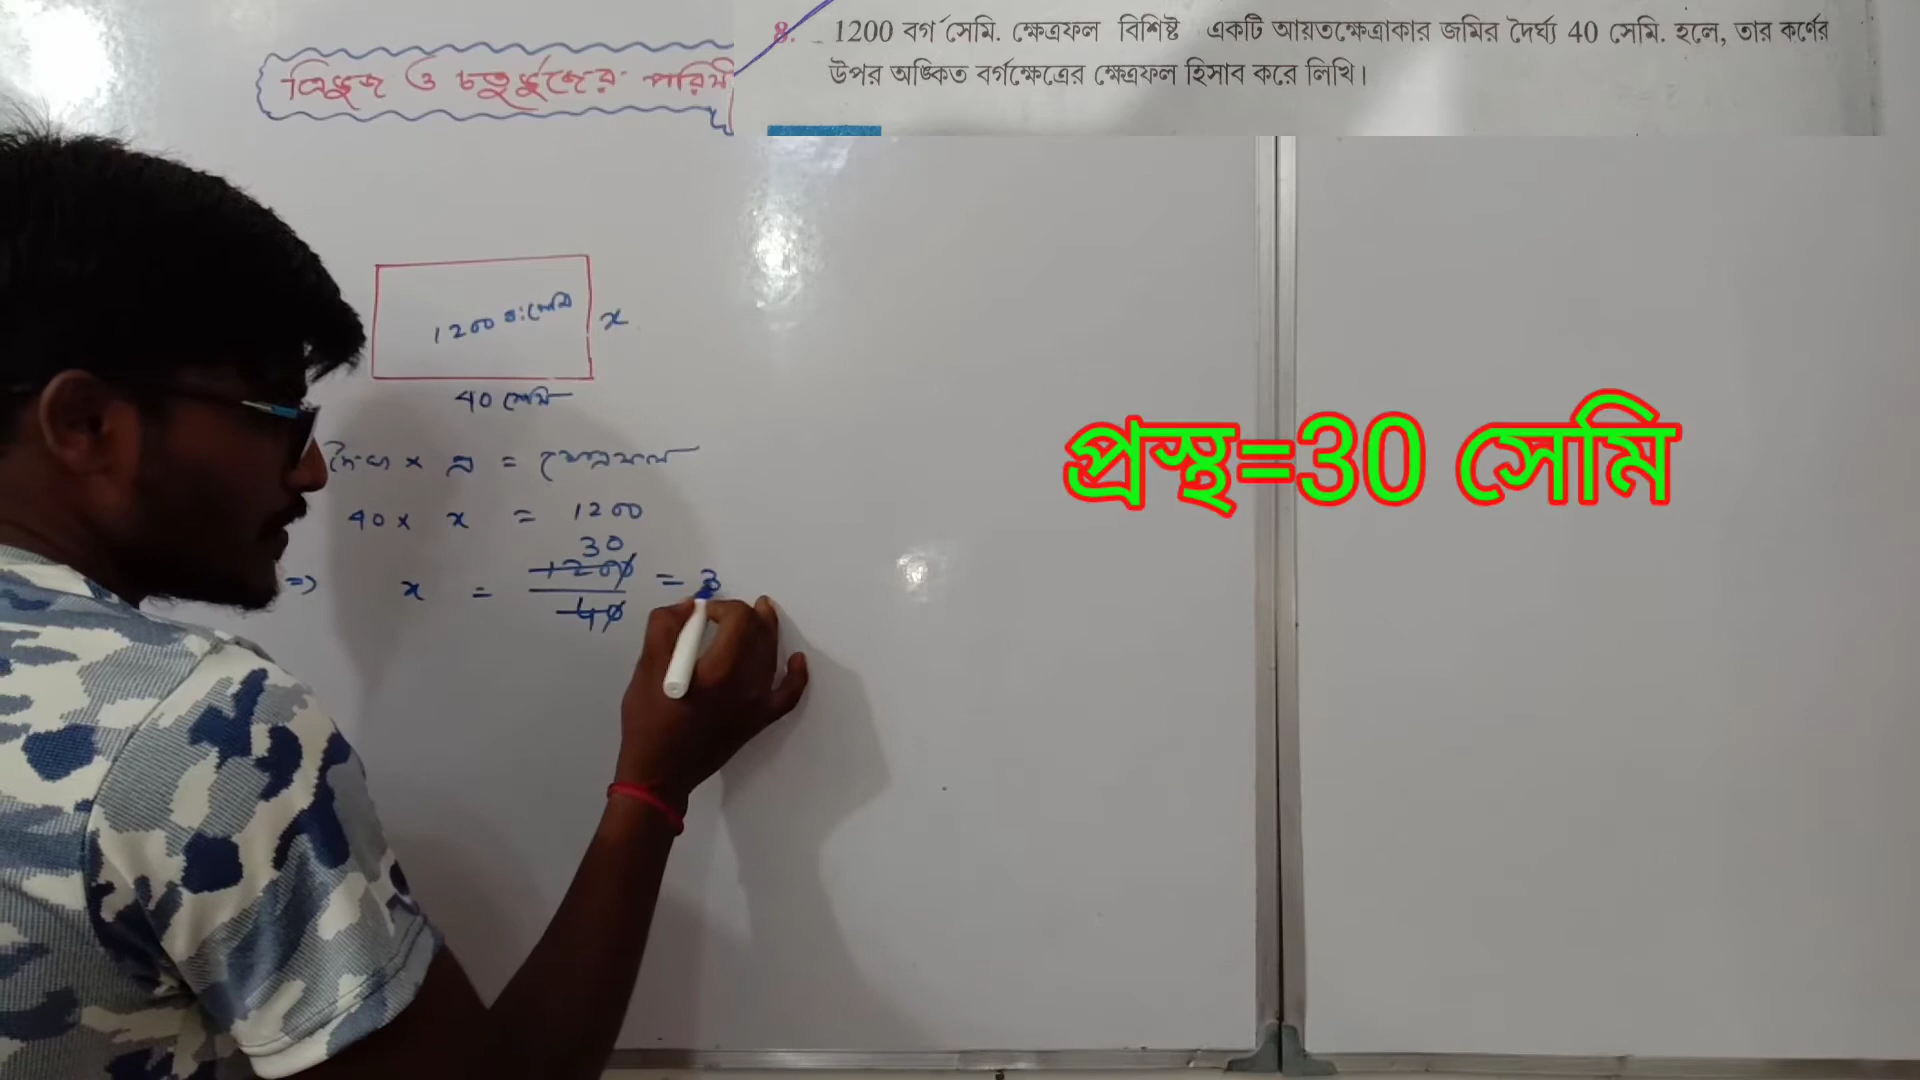 ত্রিভুজ ও চতুর্ভুজের পরিসী
8. 1200 বর্গ সেমি. ক্ষেত্রফল বিশিষ্ট একটি আয়তক্ষেত্রাকার জমির দৈর্ঘ্য 40 সেমি. হলে, তার কর্ণের
উপর অঙ্কিত বর্গক্ষেত্রের ক্ষেত্রফল হিসাব করে লিখি।
1200 ব:সেমি
x
40 সেমি
প্রস্থ=30 সেমি
দৈর্ঘ্য × প্র = ক্ষেত্রফল
40 × x = 1200
30
⇒ x = 1200 = 3
40